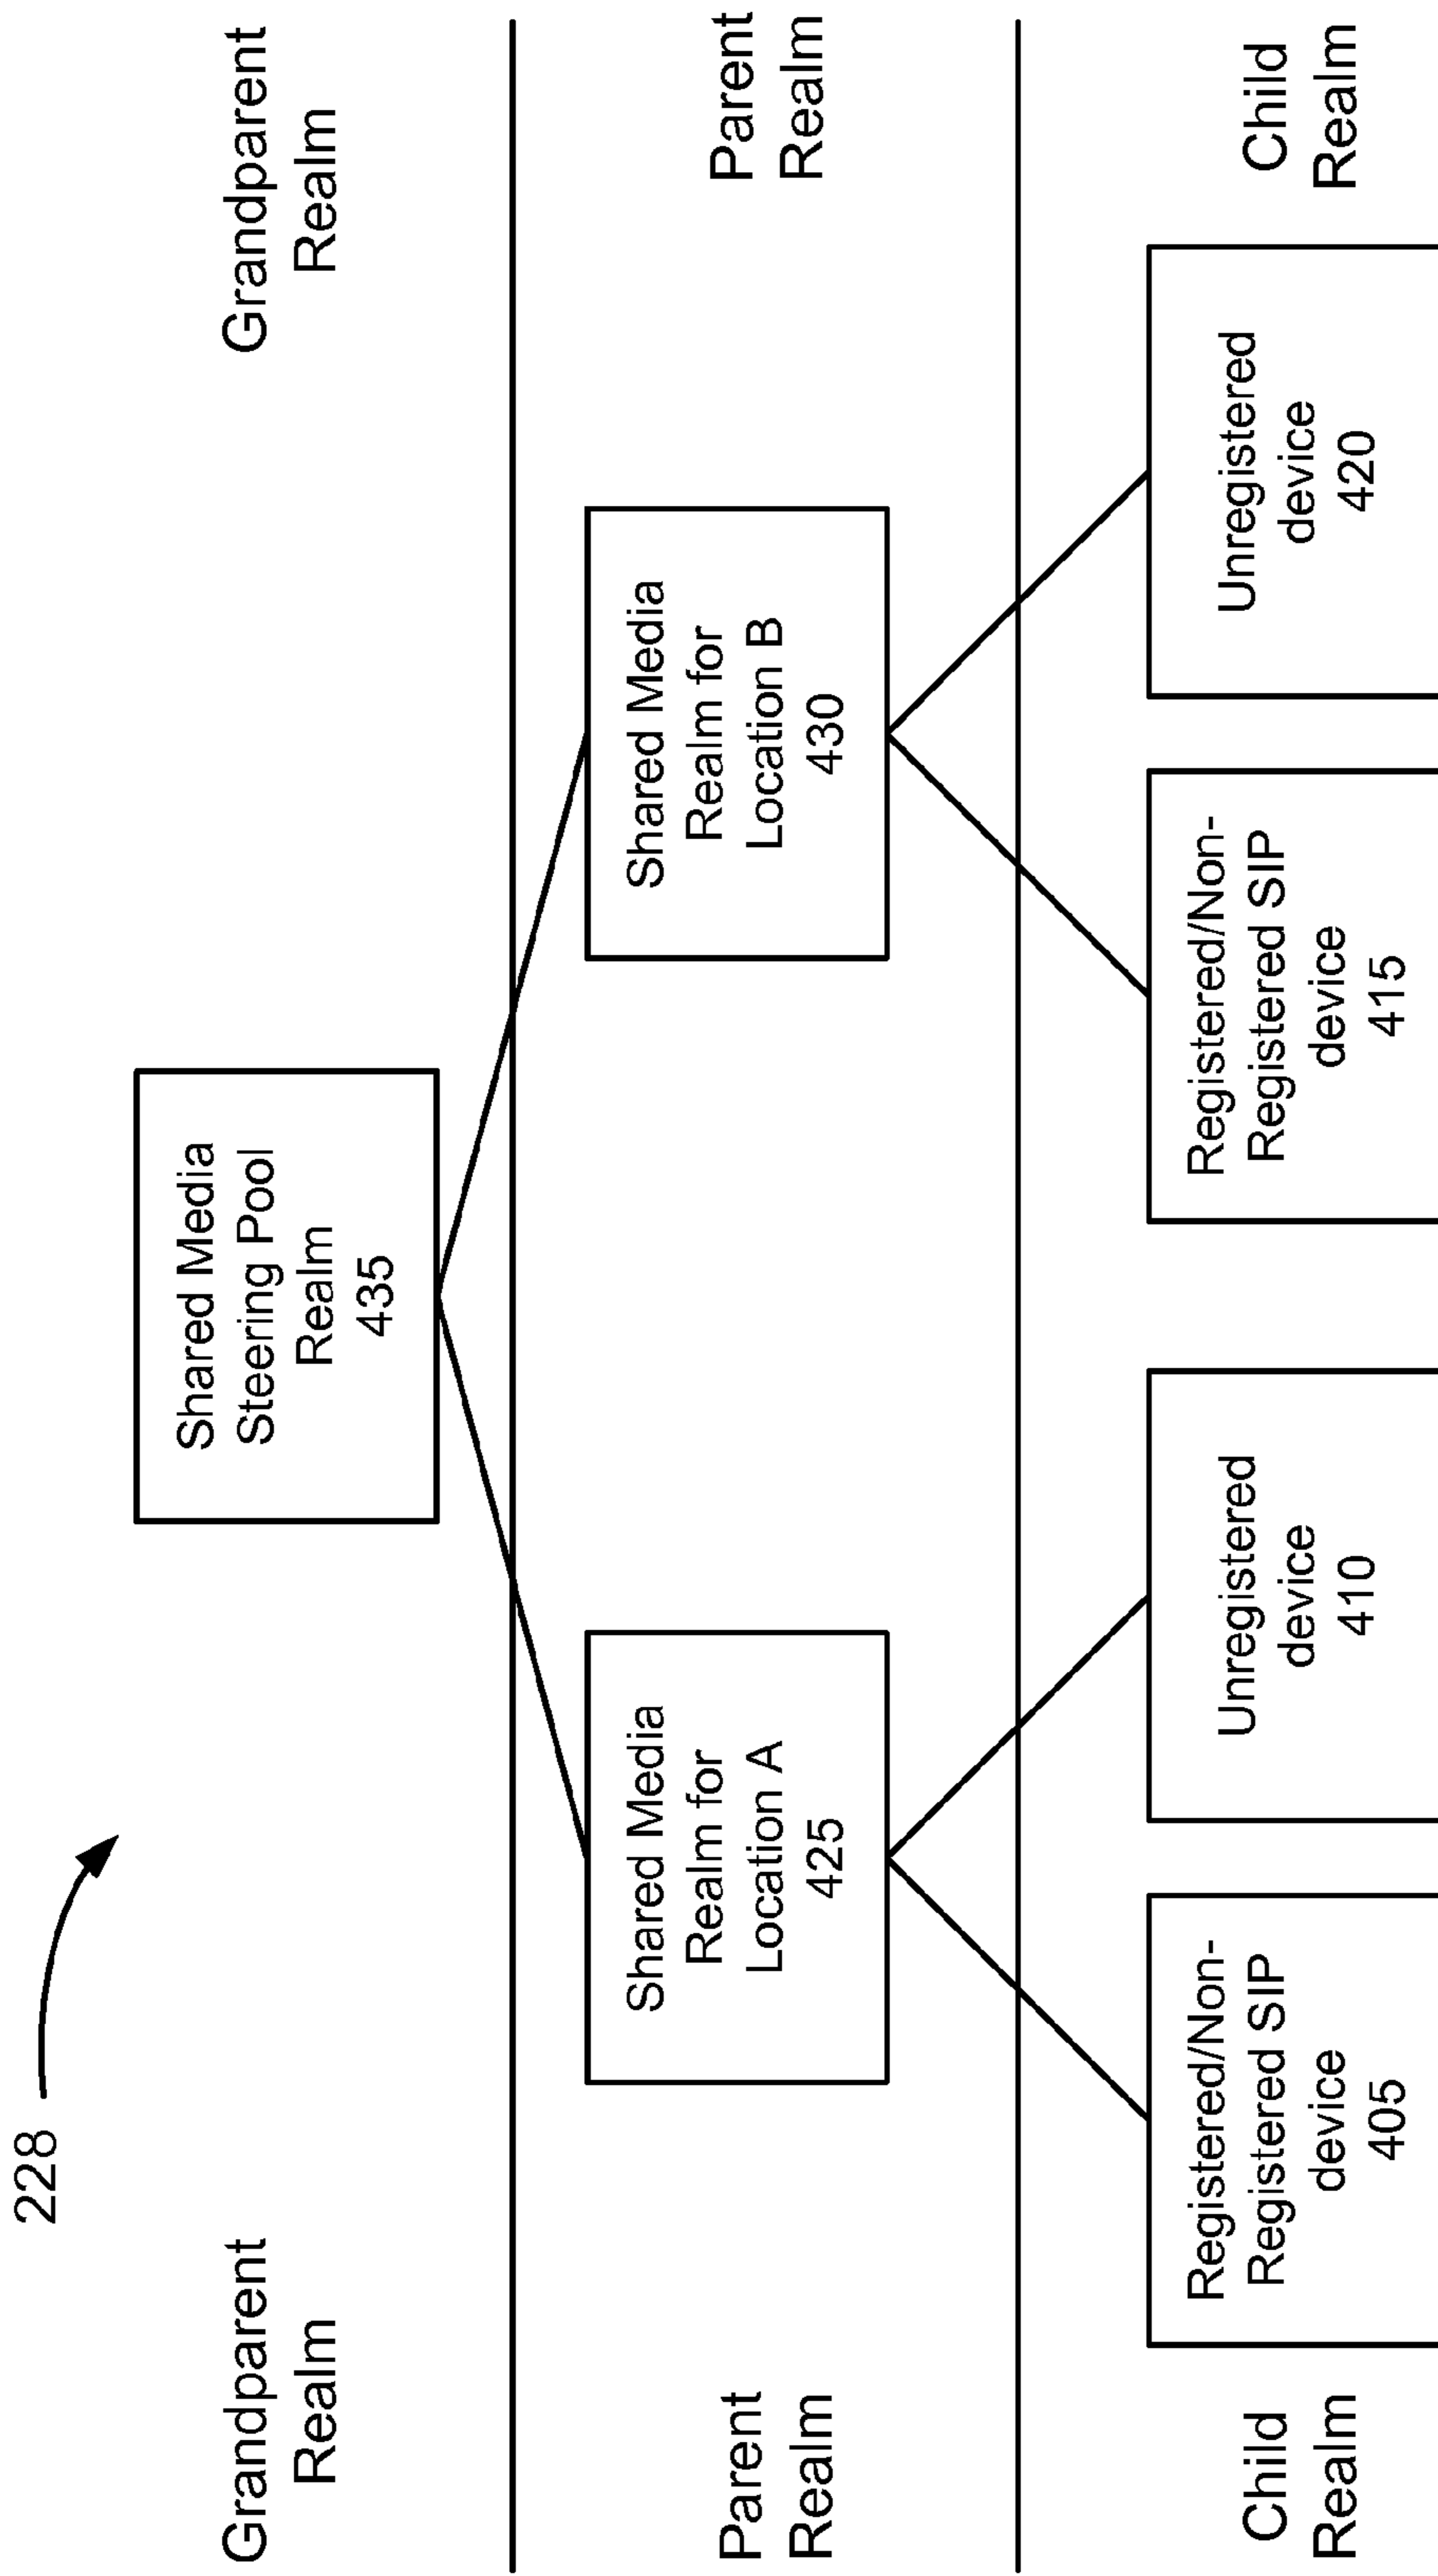 228
Grandparent
Realm
Shared Media
Steering Pool
Realm
435
Grandparent
Realm
Parent
Realm
Shared Media
Realm for
Location A
425
Shared Media
Realm for
Location B
430
Parent
Realm
Child
Realm
Registered/Non-
Registered SIP
device
405
Unregistered
device
410
Registered/Non-
Registered SIP
device
415
Unregistered
device
420
Child
Realm